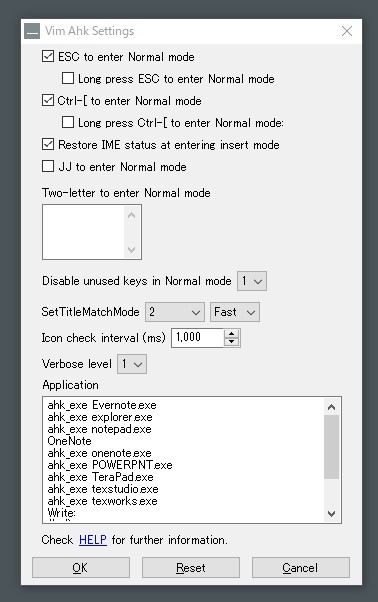 Vim Ahk Settings
ESC to enter Normal mode
Long press ESC to enter Normal mode
Ctrl-[ to enter Normal mode
Long press Ctrl-[ to enter Normal mode:
Restore IME status at entering insert mode
JJ to enter Normal mode
Two-letter to enter Normal mode
Disable unused keys in Normal mode 1
SetTitleMatchMode 2 Fast
Icon check interval (ms) 1,000
Verbose level 1
Application
ahk_exe Evernote.exe
ahk_exe explorer.exe
ahk_exe notepad.exe
OneNote
ahk_exe onenote.exe
ahk_exe POWERPNT.exe
ahk_exe TeraPad.exe
ahk_exe texstudio.exe
ahk_exe texworks.exe
Write:
Check HELP for further information.
OK Reset Cancel